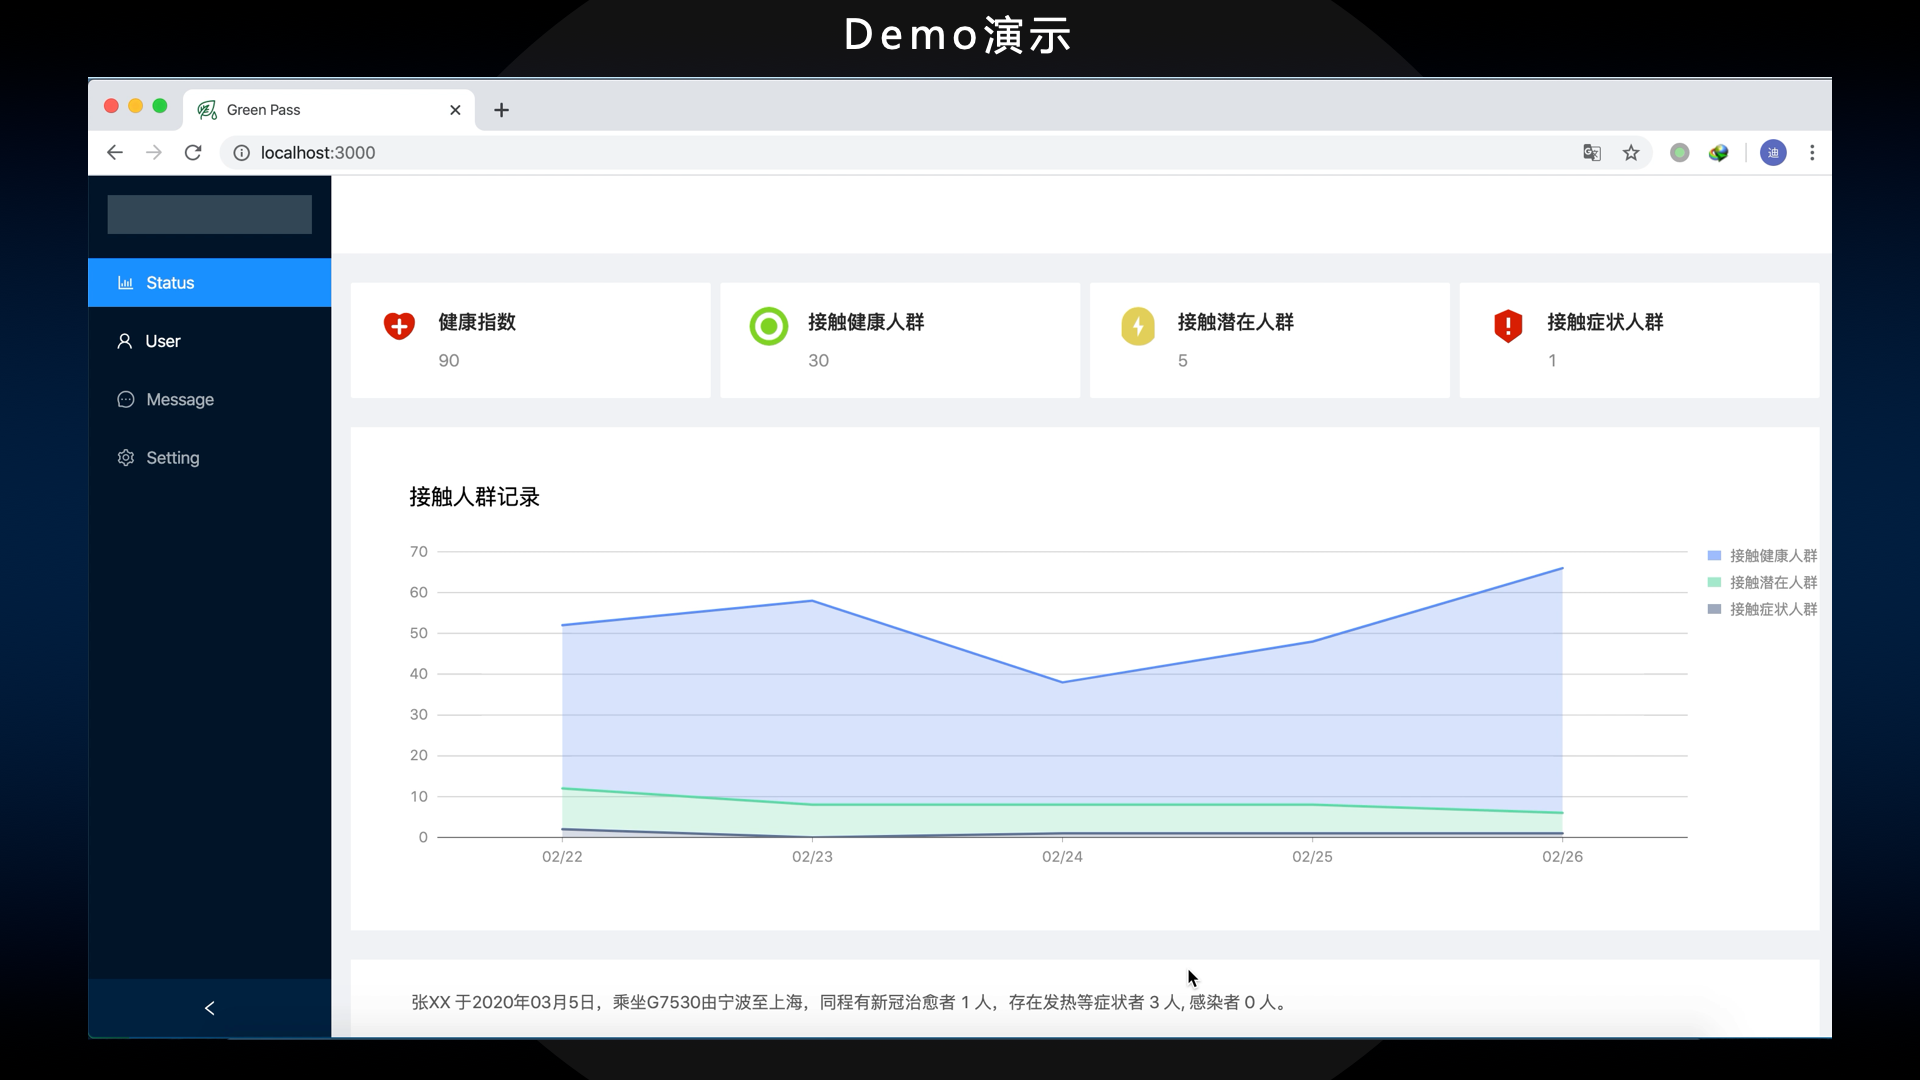 Demo演示
Green Pass
localhost:3000
迪
Status
User
Message
Setting
健康指数
90
接触健康人群
30
接触潜在人群
5
接触症状人群
1
接触人群记录
70
60
50
40
30
20
10
0
02/22
02/23
02/24
02/25
02/26
接触健康人群
接触潜在人群
接触症状人群
张XX 于2020年03月5日，乘坐G7530由宁波至上海，同程有新冠治愈者 1 人，存在发热等症状者 3 人, 感染者 0 人。